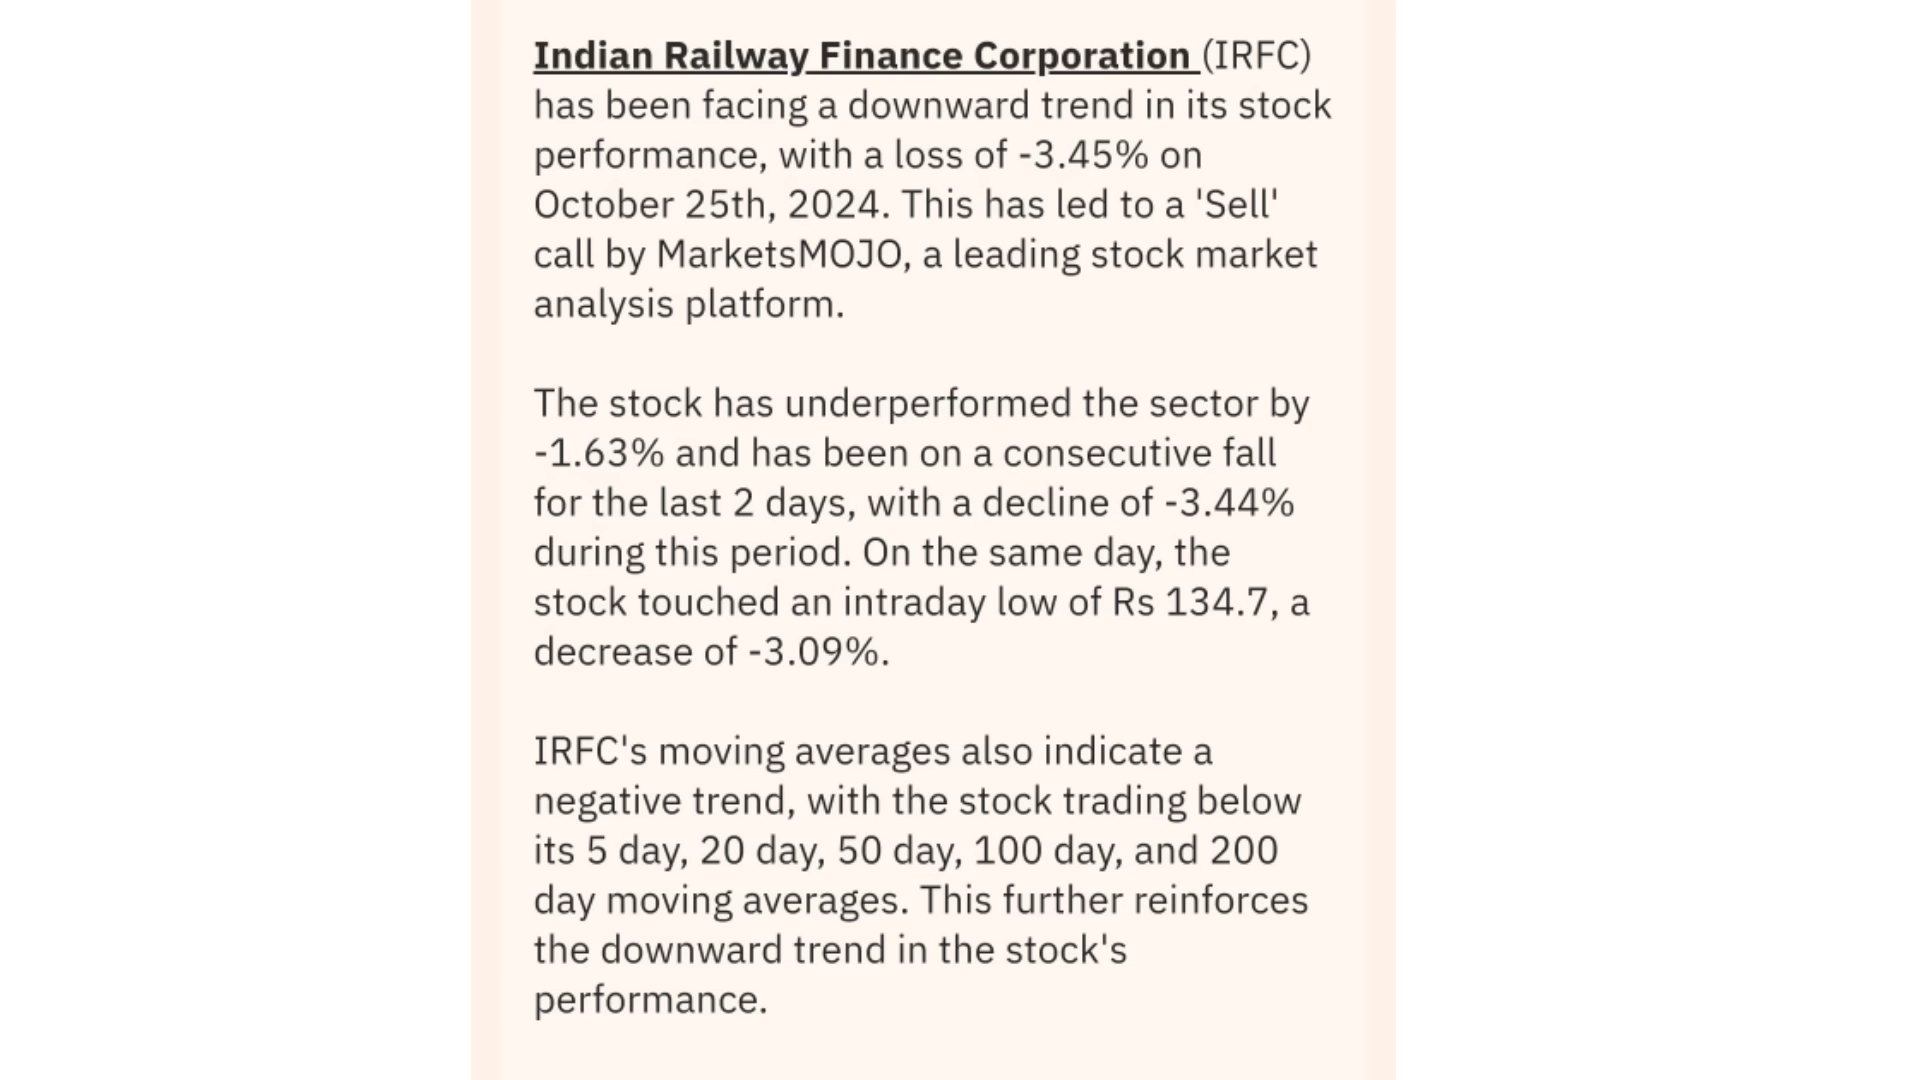 Indian Railway Finance Corporation (IRFC)
has been facing a downward trend in its stock
performance, with a loss of -3.45% on
October 25th, 2024. This has led to a 'Sell'
call by MarketsMOJO, a leading stock market
analysis platform.
The stock has underperformed the sector by
-1.63% and has been on a consecutive fall
for the last 2 days, with a decline of -3.44%
during this period. On the same day, the
stock touched an intraday low of Rs 134.7, a
decrease of -3.09%.
IRFC's moving averages also indicate a
negative trend, with the stock trading below
its 5 day, 20 day, 50 day, 100 day, and 200
day moving averages. This further reinforces
the downward trend in the stock's
performance.